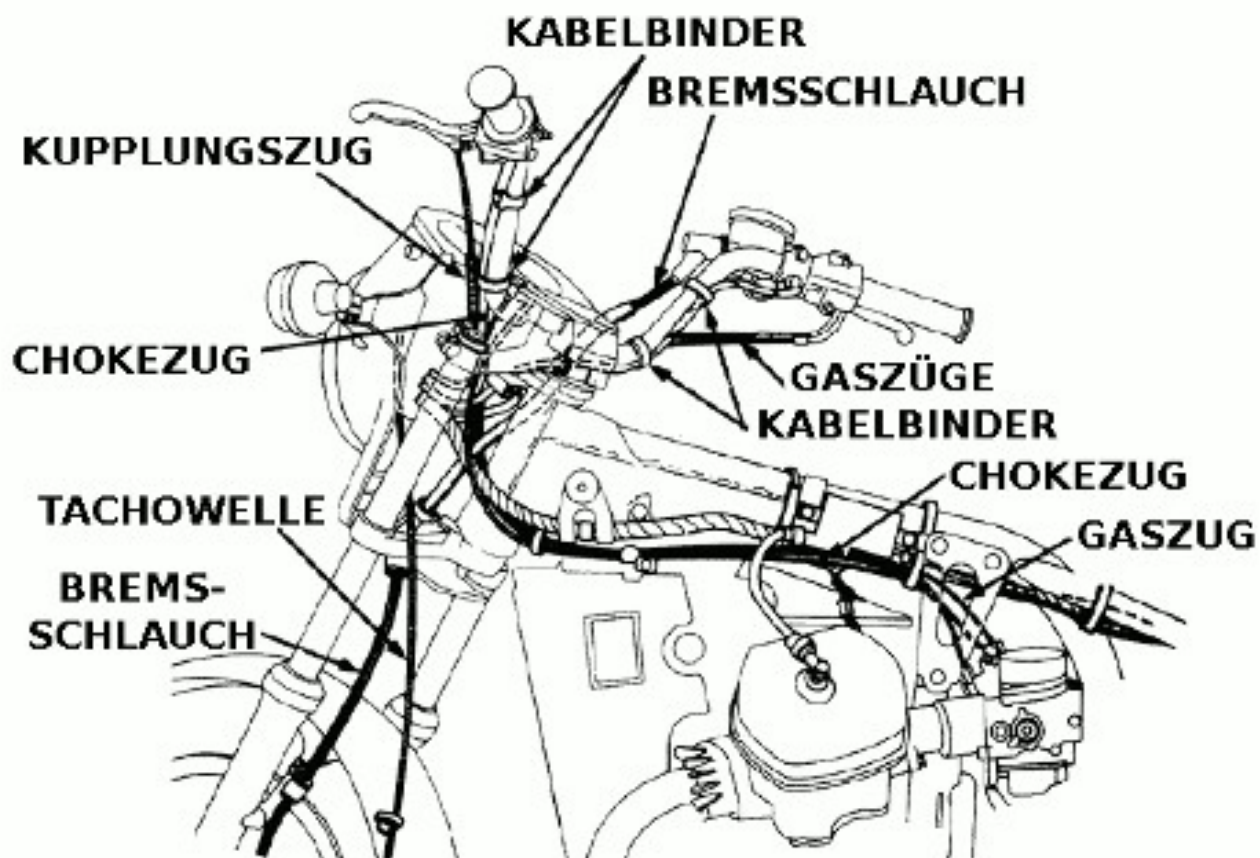 KABELBINDER
BREMSSCHLAUCH
KUPPLUNGSZUG
CHOKEZUG
GASZÜGE
KABELBINDER
CHOKEZUG
TACHOWELLE
GASZUG
BREMS-
SCHLAUCH